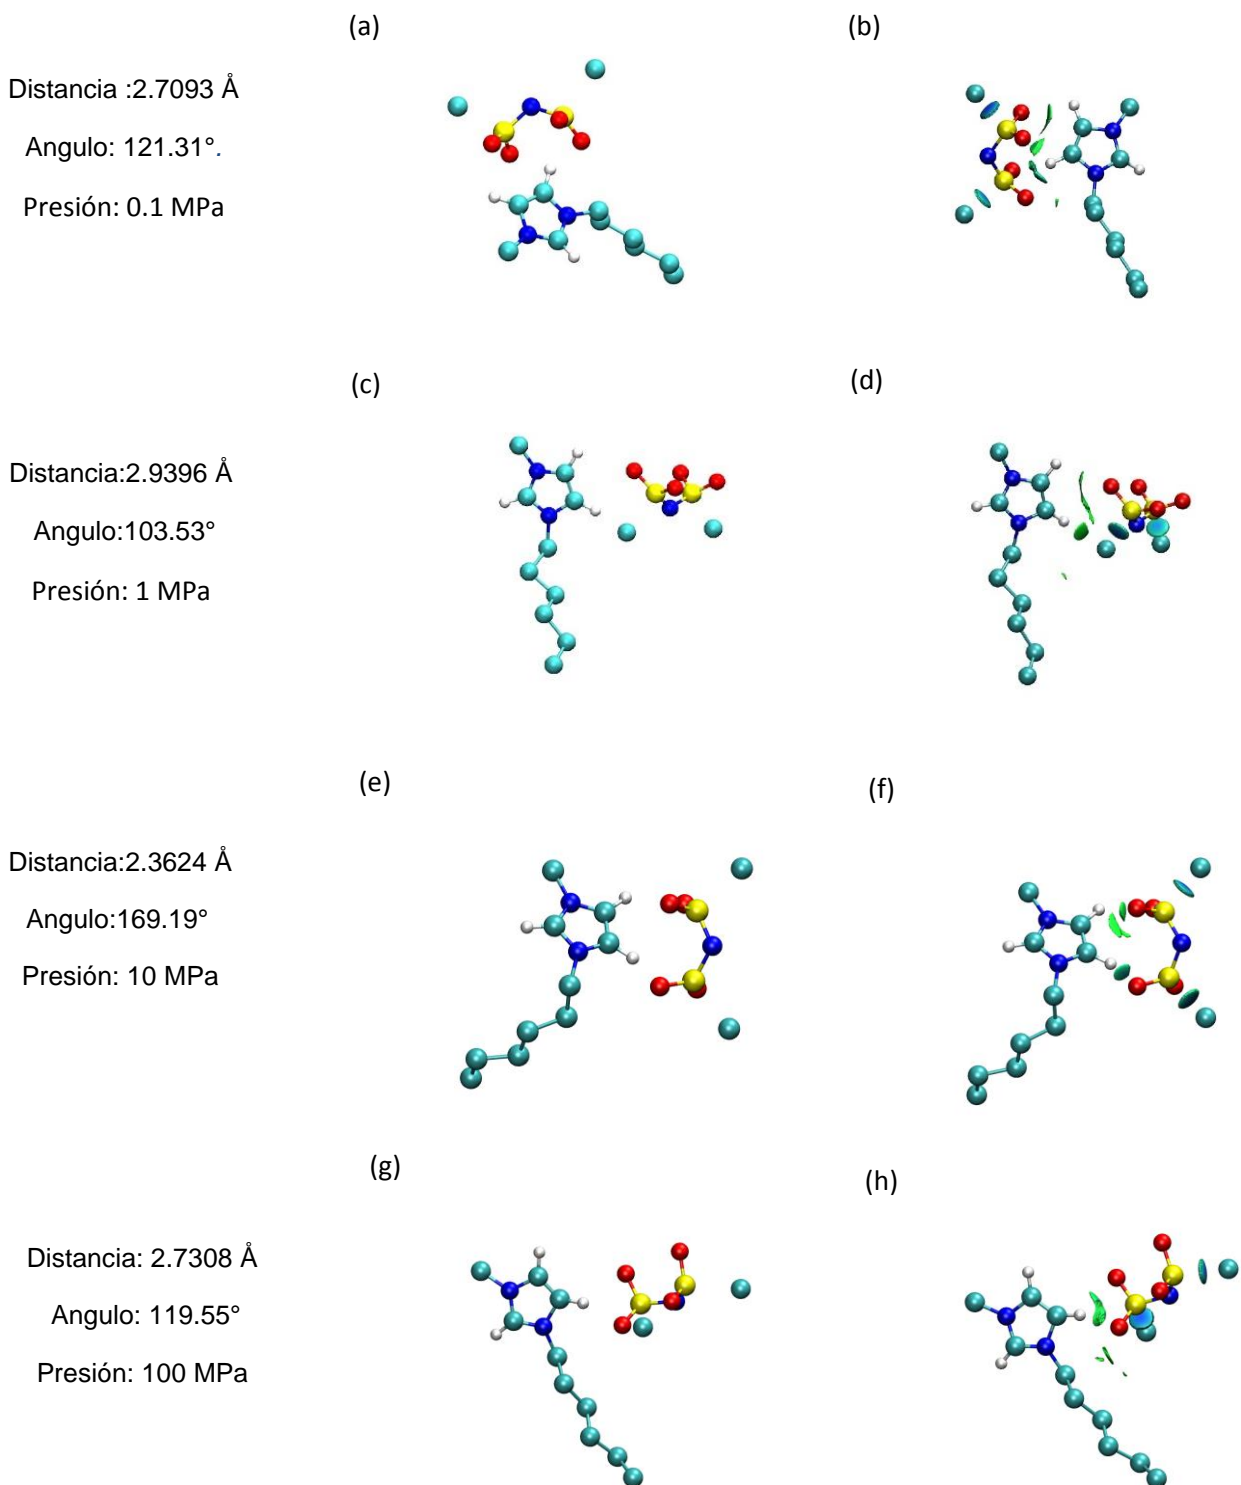 (a)
(b)
Distancia :2.7093 Å
Angulo: 121.31°.
Presión: 0.1 MPa
(c)
(d)
Distancia:2.9396 Å
Angulo:103.53°
Presión: 1 MPa
(e)
(f)
Distancia:2.3624 Å
Angulo:169.19°
Presión: 10 MPa
(g)
(h)
Distancia: 2.7308 Å
Angulo: 119.55°
Presión: 100 MPa